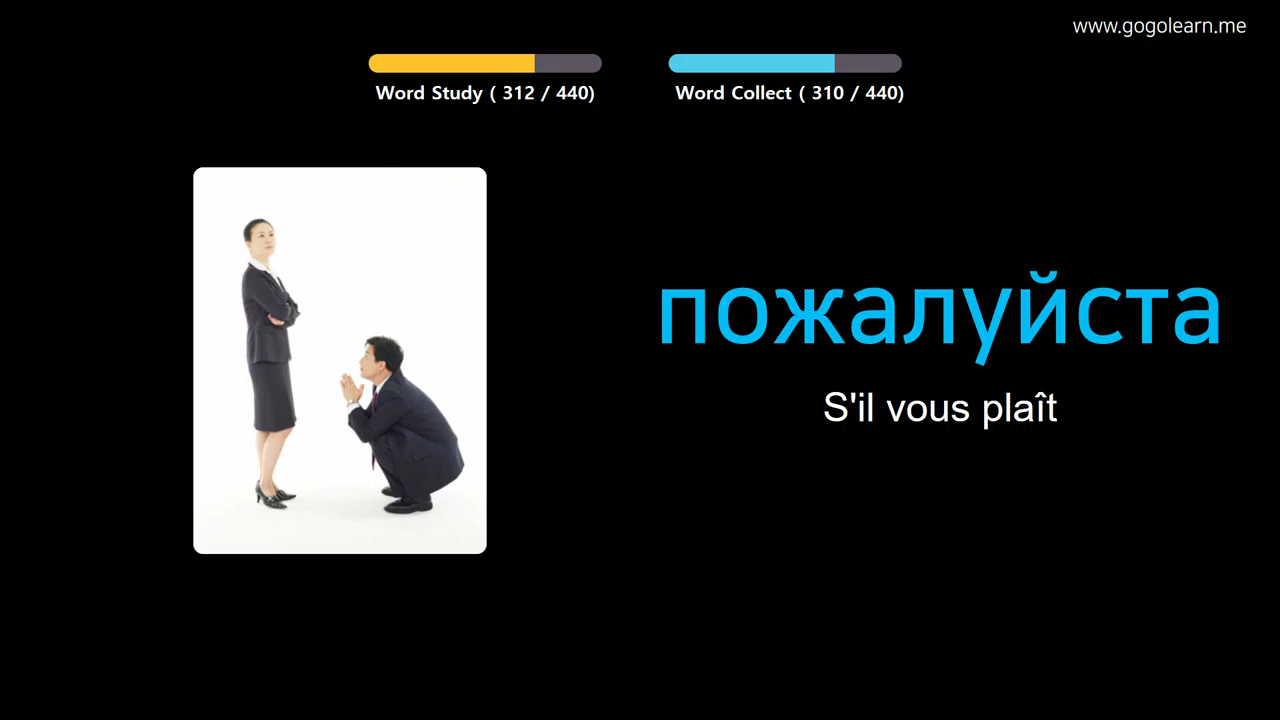 www.gogolearn.me
Word Study ( 312 / 440)
Word Collect ( 310 / 440)
пожалуйста
S'il vous plaît